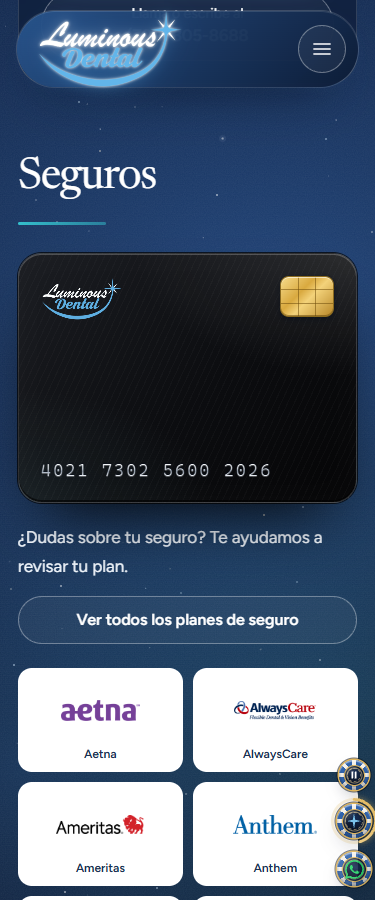 Luminous
Dental
Seguros
Luminous
Dental
4021 7302 5600 2026
¿Dudas sobre tu seguro? Te ayudamos a
revisar tu plan.
Ver todos los planes de seguro
aetna
AlwaysCare
Flexible Dental & Vision Benefits
Aetna
AlwaysCare
Ameritas
Anthem
Ameritas
Anthem